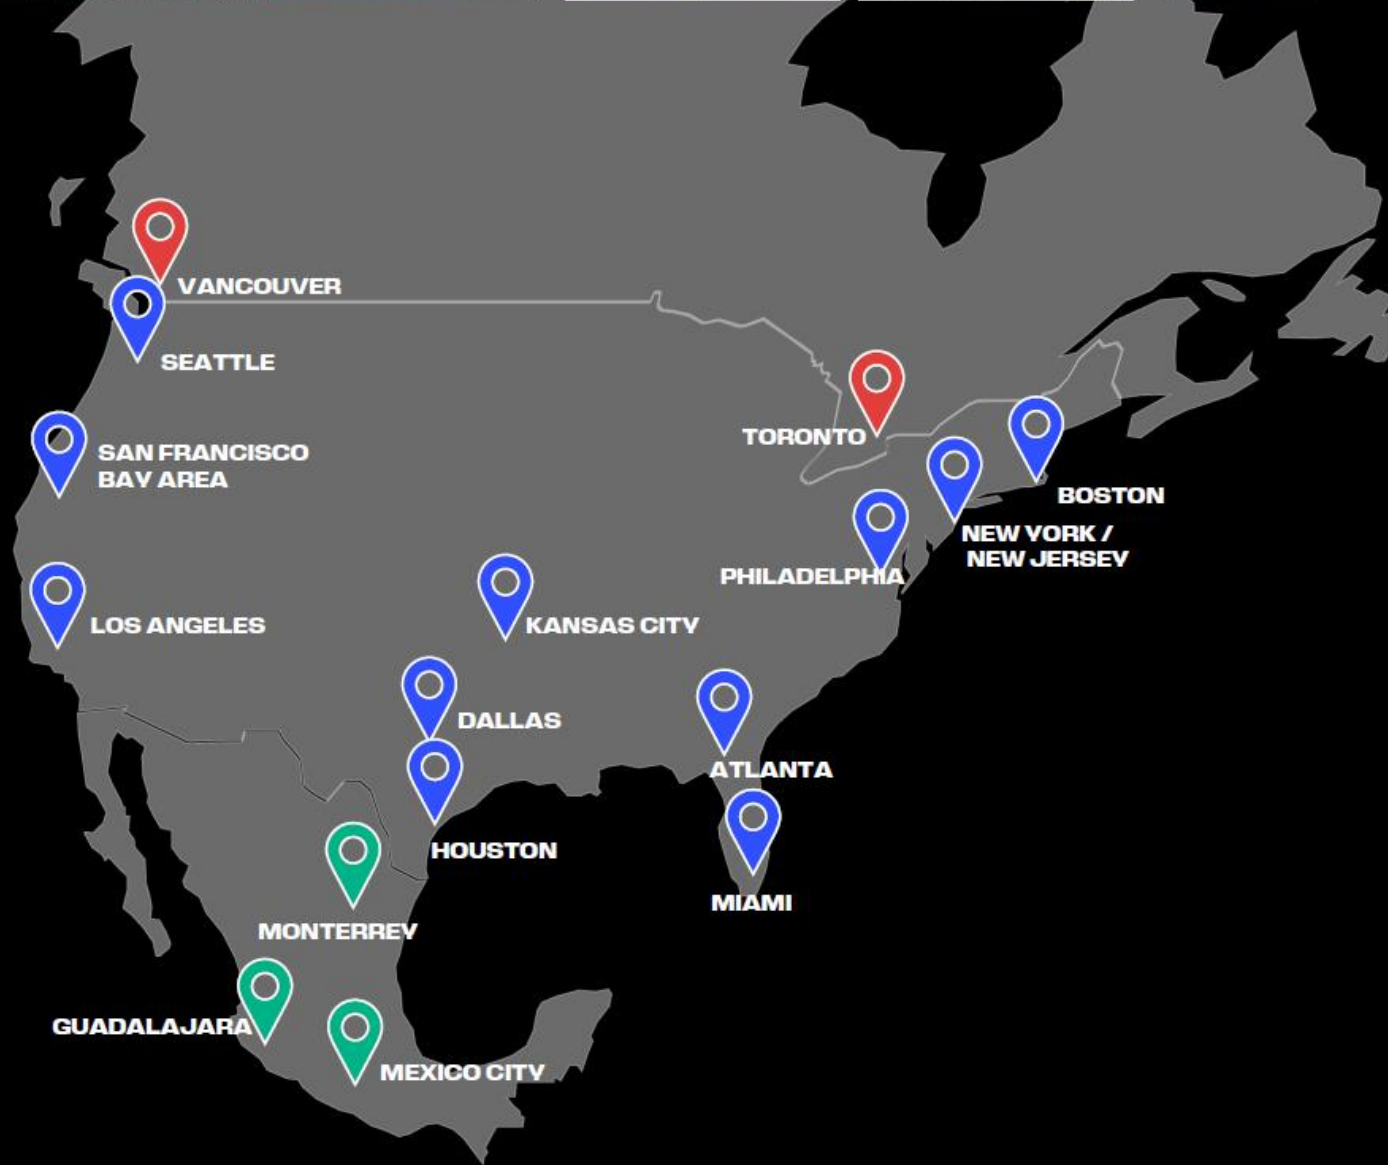 VANCOUVER
SEATTLE
TORONTO
SAN FRANCISCO
BAY AREA
BOSTON
NEW YORK /
NEW JERSEY
PHILADELPHIA
LOS ANGELES
KANSAS CITY
DALLAS
ATLANTA
HOUSTON
MIAMI
MONTERREY
GUADALAJARA
MEXICO CITY